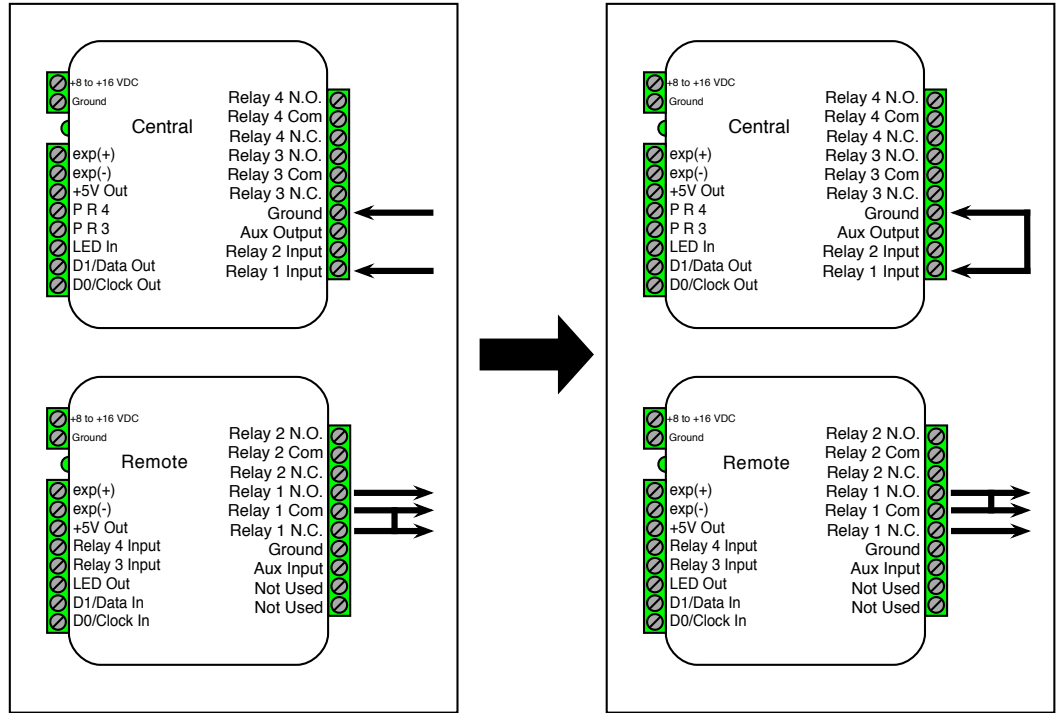 +8 to +16 VDC
Ground
Central
exp(+)
exp(-)
+5V Out
P R 4
P R 3
LED In
D1/Data Out
D0/Clock Out
Relay 4 N.O.
Relay 4 Com
Relay 4 N.C.
Relay 3 N.O.
Relay 3 Com
Relay 3 N.C.
Ground
Aux Output
Relay 2 Input
Relay 1 Input
+8 to +16 VDC
Ground
Remote
exp(+)
exp(-)
+5V Out
Relay 4 Input
Relay 3 Input
LED Out
D1/Data In
D0/Clock In
Relay 2 N.O.
Relay 2 Com
Relay 2 N.C.
Relay 1 N.O.
Relay 1 Com
Relay 1 N.C.
Ground
Aux Input
Not Used
Not Used
+8 to +16 VDC
Ground
Central
exp(+)
exp(-)
+5V Out
P R 4
P R 3
LED In
D1/Data Out
D0/Clock Out
Relay 4 N.O.
Relay 4 Com
Relay 4 N.C.
Relay 3 N.O.
Relay 3 Com
Relay 3 N.C.
Ground
Aux Output
Relay 2 Input
Relay 1 Input
+8 to +16 VDC
Ground
Remote
exp(+)
exp(-)
+5V Out
Relay 4 Input
Relay 3 Input
LED Out
D1/Data In
D0/Clock In
Relay 2 N.O.
Relay 2 Com
Relay 2 N.C.
Relay 1 N.O.
Relay 1 Com
Relay 1 N.C.
Ground
Aux Input
Not Used
Not Used